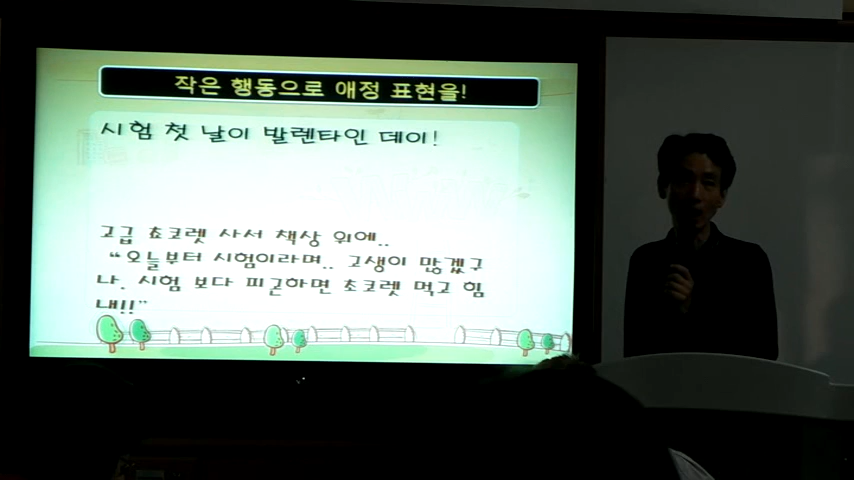 작은 행동으로 애정 표현을!
시험 첫 날이 발렌타인 데이!
고급 쵸코렛 사서 책상 위에..
“오늘부터 시험이라며.. 고생이 많겠구
나. 시험 보다 피곤하면 초코렛 먹고 힘
내!!”